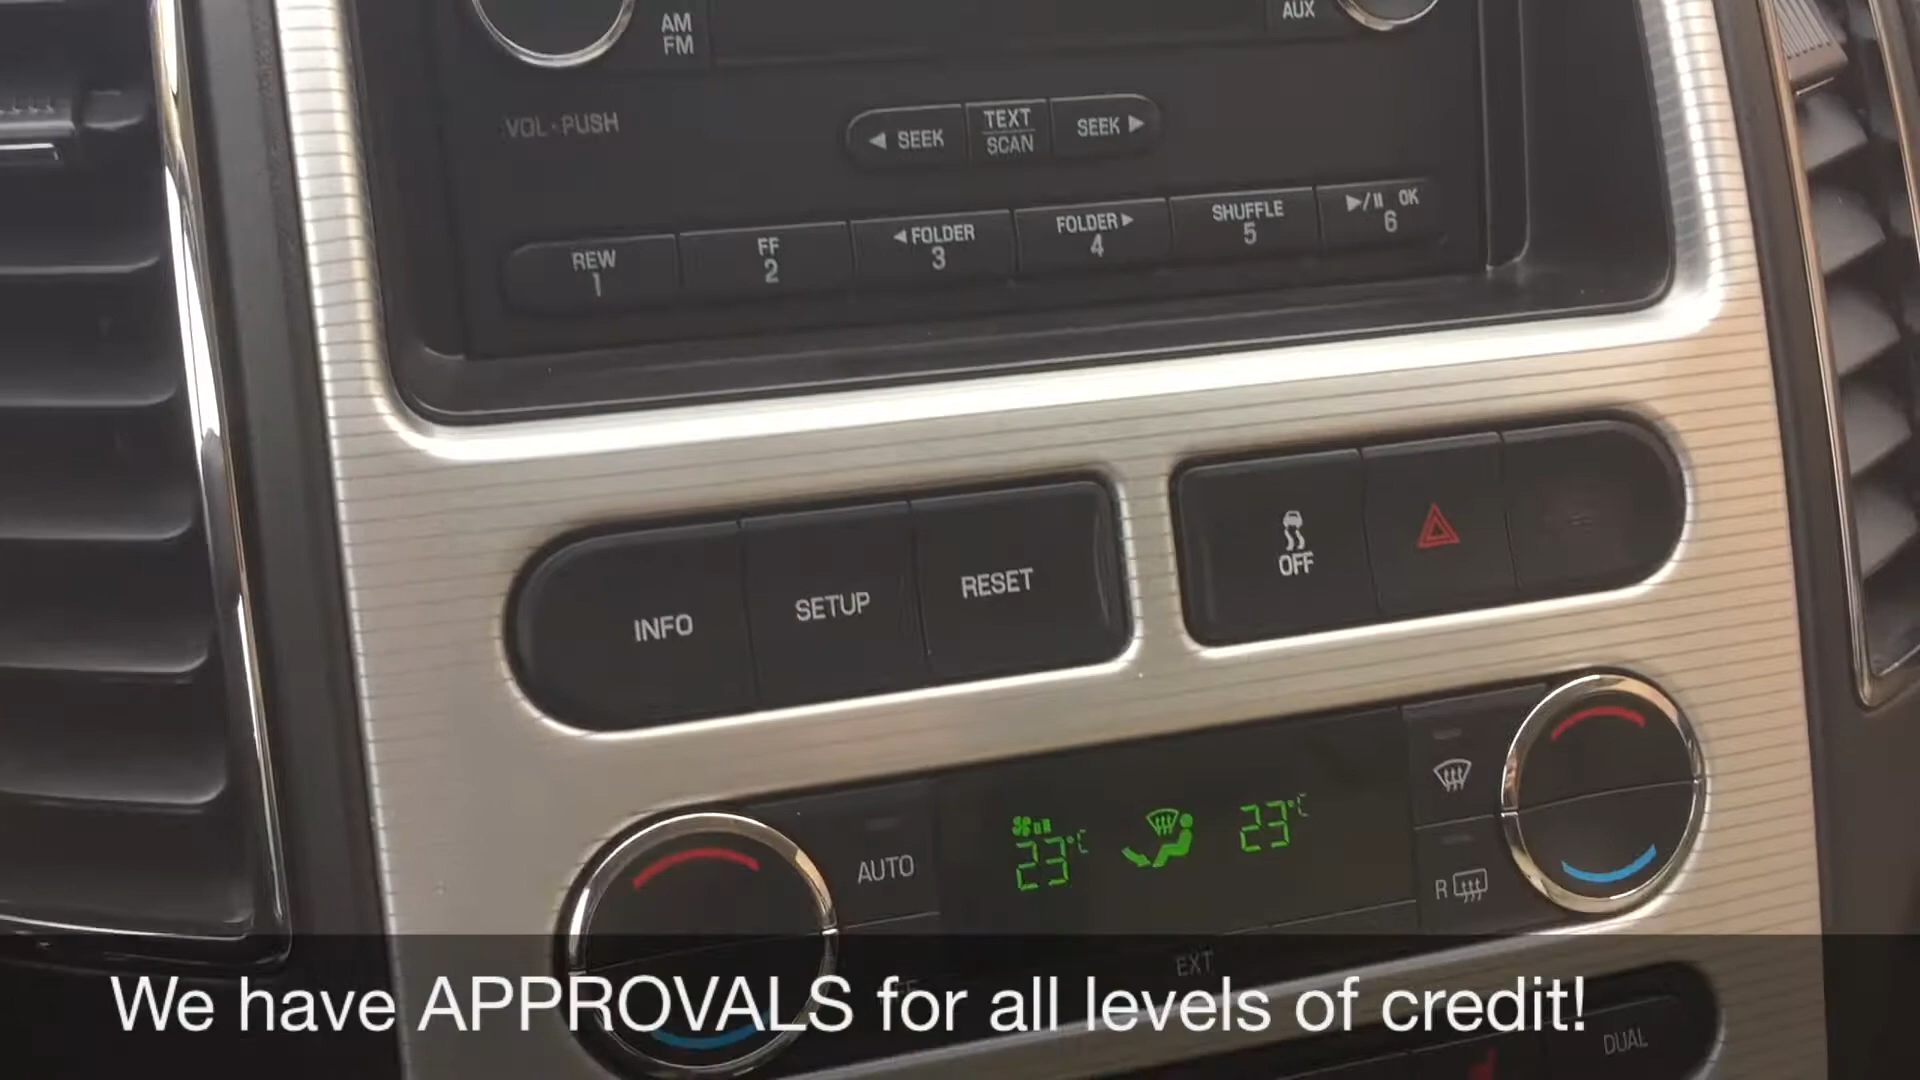 AM
FM
AUX
VOL-PUSH
◀ SEEK
TEXT
SCAN
SEEK ▶
REW
1
FF
2
◀ FOLDER
3
FOLDER ▶
4
SHUFFLE
5
▶/II OK
6
INFO
SETUP
RESET
OFF
AUTO
23°C
23°C
R
EXT
We have APPROVALS for all levels of credit!
DUAL